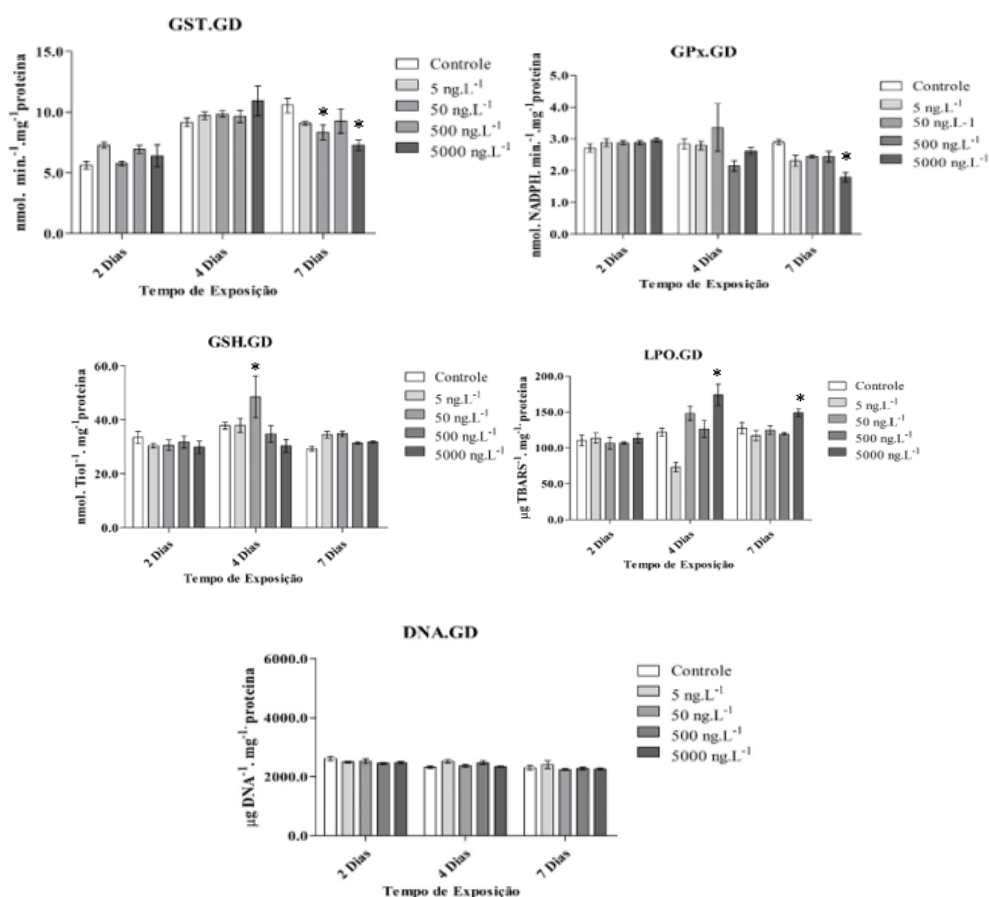 GST.GD
nmol. min.-1.mg-1proteina
15.0
10.0
5.0
0.0
* *
2 Dias
4 Dias
7 Dias
Tempo de Exposição
Controle
5 ng.L-1
50 ng.L-1
500 ng.L-1
5000 ng.L-1
GPx.GD
nmol. NADPH. min.-1.mg-1proteina
5.0
4.0
3.0
2.0
1.0
0.0
*
2 Dias
4 Dias
7 Dias
Tempo de Exposição
Controle
5 ng.L-1
50 ng.L-1
500 ng.L-1
5000 ng.L-1
GSH.GD
nmol. Tiol-1. mg-1proteina
60.0
40.0
20.0
0.0
*
2 Dias
4 Dias
7 Dias
Tempo de Exposição
Controle
5 ng.L-1
50 ng.L-1
500 ng.L-1
5000 ng.L-1
LPO.GD
µg TBARS-1. mg-1. proteina
200.0
150.0
100.0
50.0
0.0
* *
2 Dias
4 Dias
7 Dias
Tempo de Exposição
Controle
5 ng.L-1
50 ng.L-1
500 ng.L-1
5000 ng.L-1
DNA.GD
µg DNA-1. mg-1. proteina
6000.0
4000.0
2000.0
0.0
2 Dias
4 Dias
7 Dias
Tempo de Exposição
Controle
5 ng.L-1
50 ng.L-1
500 ng.L-1
5000 ng.L-1